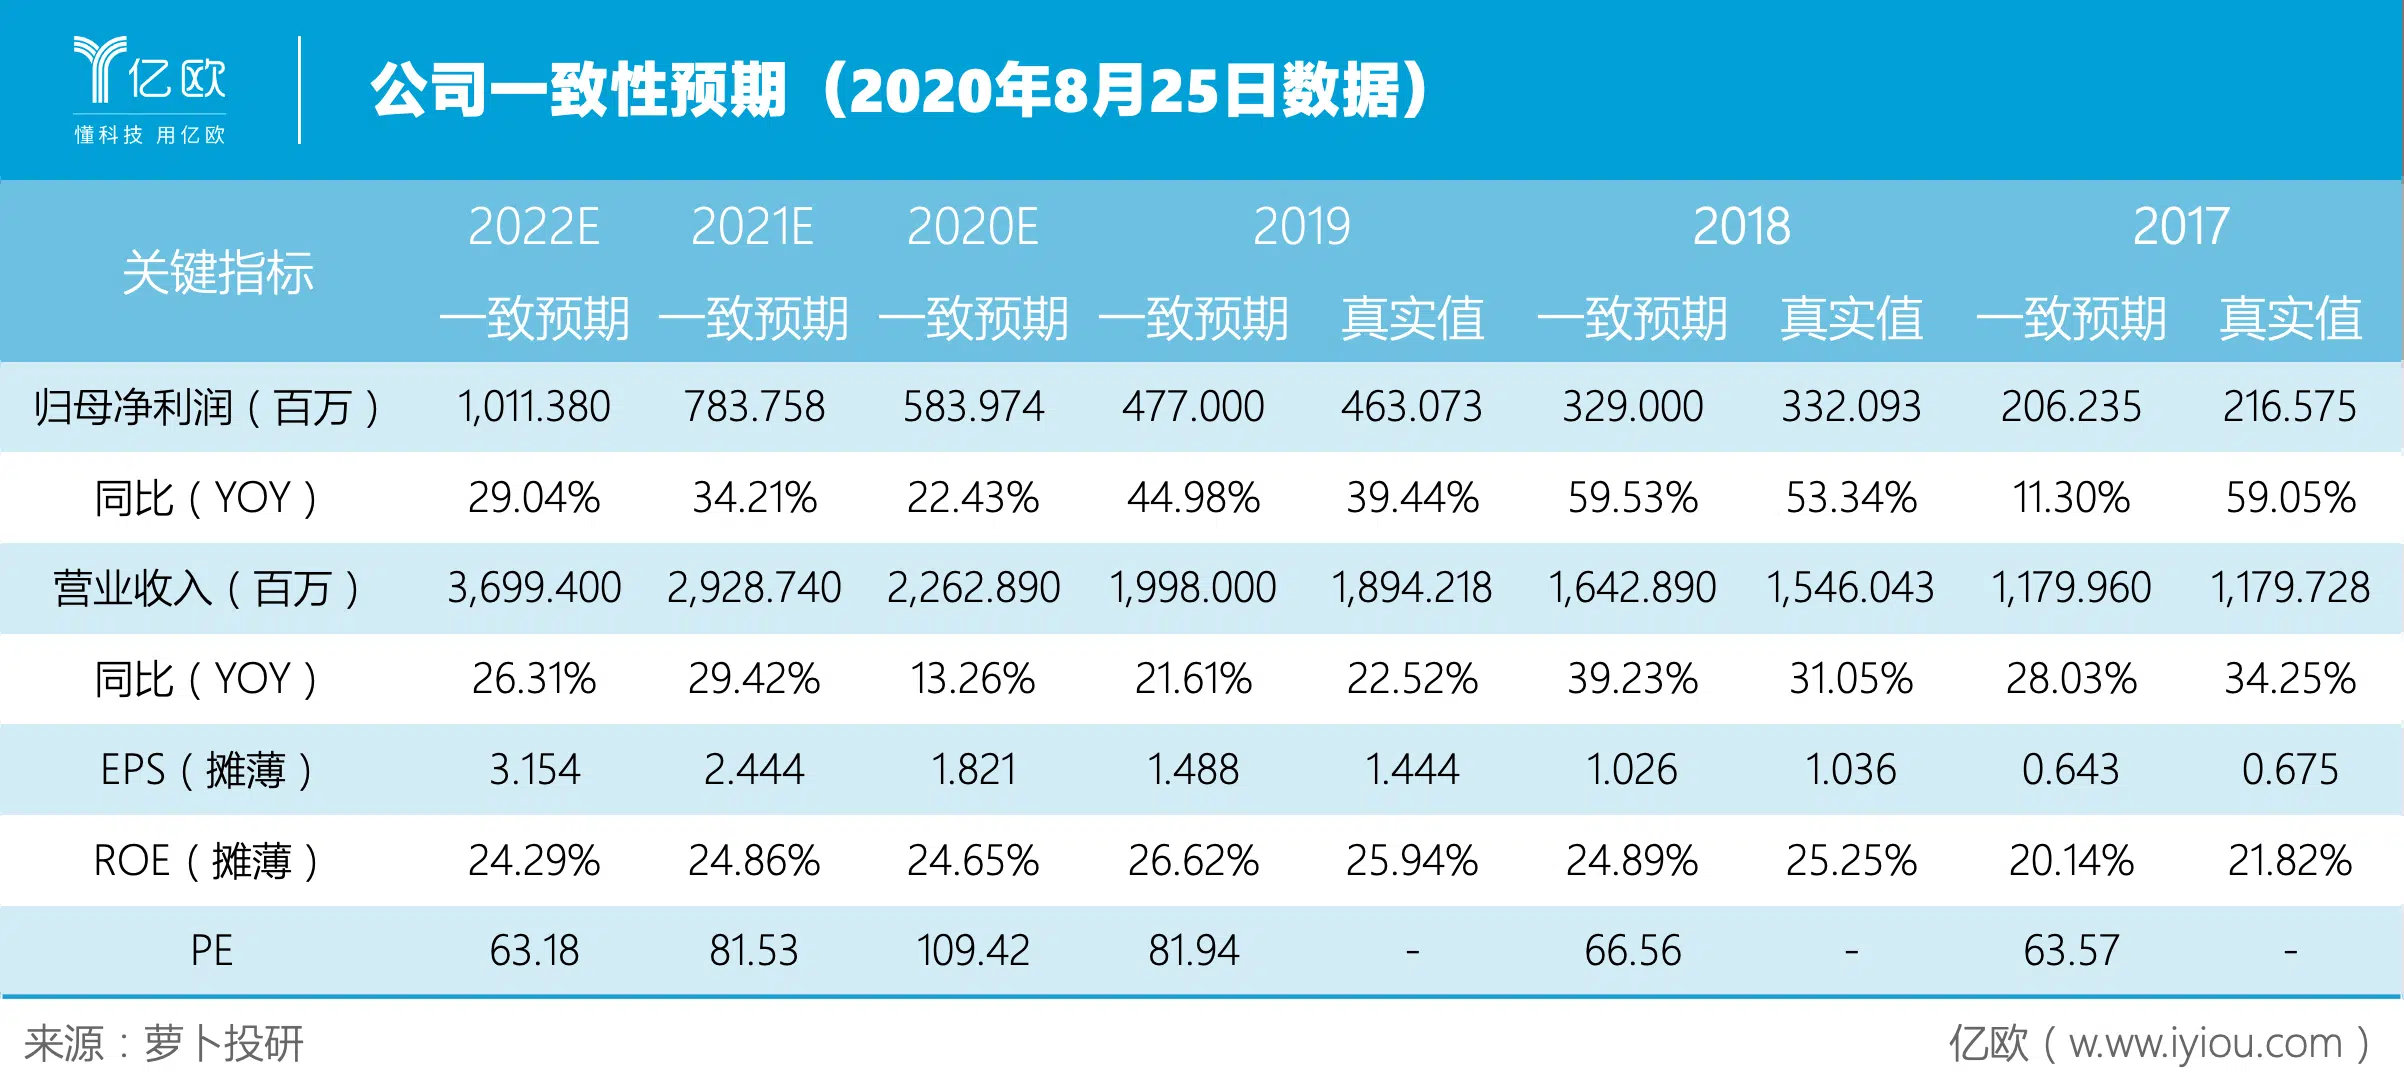 亿欧
懂科技 用亿欧
公司一致性预期（2020年8月25日数据）
关键指标 2022E 2021E 2020E 2019 2018 2017
一致预期 一致预期 一致预期 一致预期 真实值 一致预期 真实值 一致预期 真实值
归母净利润（百万） 1,011.380 783.758 583.974 477.000 463.073 329.000 332.093 206.235 216.575
同比（YOY） 29.04% 34.21% 22.43% 44.98% 39.44% 59.53% 53.34% 11.30% 59.05%
营业收入（百万） 3,699.400 2,928.740 2,262.890 1,998.000 1,894.218 1,642.890 1,546.043 1,179.960 1,179.728
同比（YOY） 26.31% 29.42% 13.26% 21.61% 22.52% 39.23% 31.05% 28.03% 34.25%
EPS（摊薄） 3.154 2.444 1.821 1.488 1.444 1.026 1.036 0.643 0.675
ROE（摊薄） 24.29% 24.86% 24.65% 26.62% 25.94% 24.89% 25.25% 20.14% 21.82%
PE 63.18 81.53 109.42 81.94 - 66.56 - 63.57 -
来源：萝卜投研 亿欧（w.ww.iyiou.com）